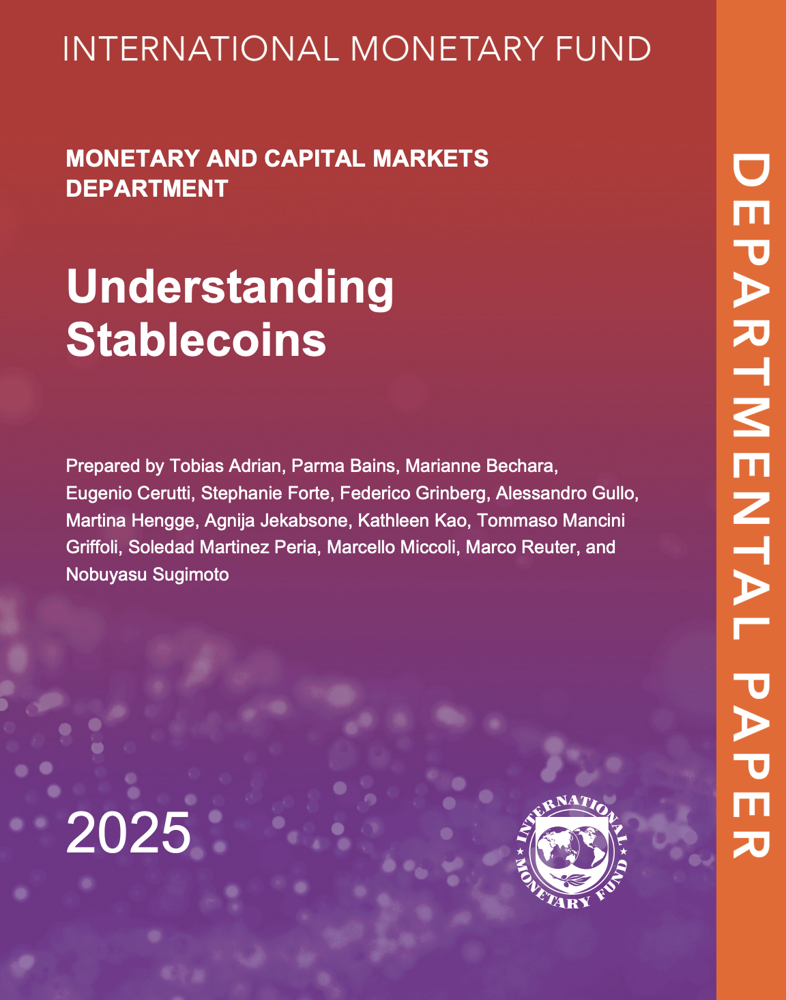 INTERNATIONAL MONETARY FUND
MONETARY AND CAPITAL MARKETS
DEPARTMENT
Understanding
Stablecoins
Prepared by Tobias Adrian, Parma Bains, Marianne Bechara,
Eugenio Cerutti, Stephanie Forte, Federico Grinberg, Alessandro Gullo,
Martina Hengge, Agnija Jekabsone, Kathleen Kao, Tommaso Mancini
Griffoli, Soledad Martinez Peria, Marcello Miccoli, Marco Reuter, and
Nobuyasu Sugimoto
2025
INTERNATIONAL
MONETARY FUND
DEPARTMENTAL PAPER